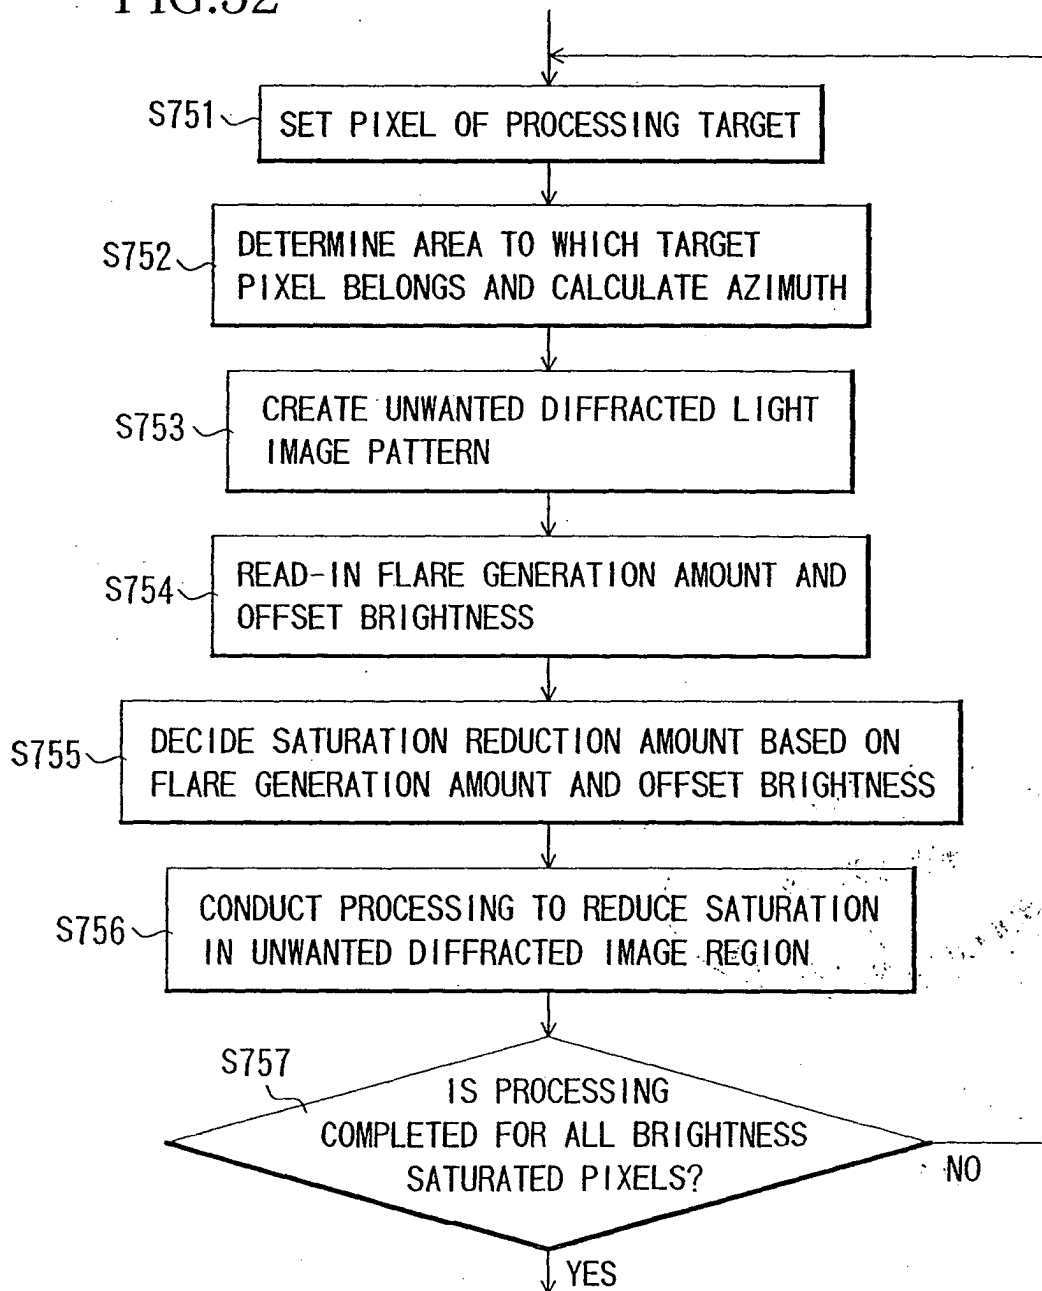 FIG.32
S751
SET PIXEL OF PROCESSING TARGET
S752
DETERMINE AREA TO WHICH TARGET
PIXEL BELONGS AND CALCULATE AZIMUTH
S753
CREATE UNWANTED DIFFRACTED LIGHT
IMAGE PATTERN
S754
READ-IN FLARE GENERATION AMOUNT AND
OFFSET BRIGHTNESS
S755
DECIDE SATURATION REDUCTION AMOUNT BASED ON
FLARE GENERATION AMOUNT AND OFFSET BRIGHTNESS
S756
CONDUCT PROCESSING TO REDUCE SATURATION
IN UNWANTED DIFFRACTED IMAGE REGION
S757
IS PROCESSING
COMPLETED FOR ALL BRIGHTNESS
SATURATED PIXELS?
NO
YES